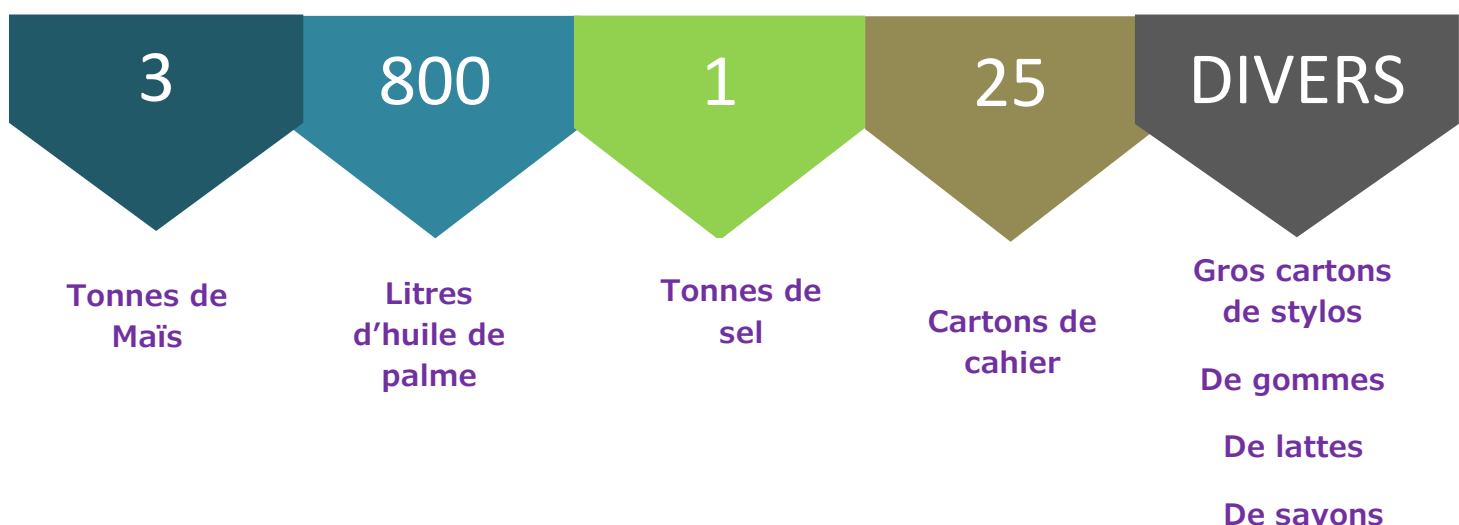 3
Tonnes de
Maïs
800
Litres
d’huile de
palme
1
Tonnes de
sel
25
Cartons de
cahier
DIVERS
Gros cartons
de stylos
De gommes
De lattes
De savons